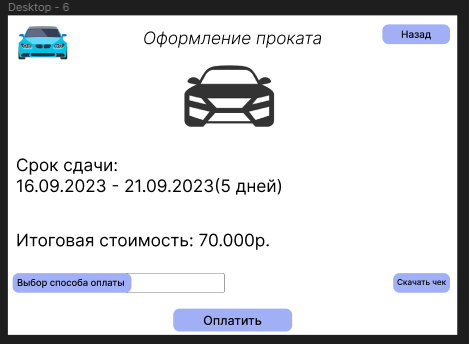 Desktop - 6
Оформление проката
Назад
Срок сдачи:
16.09.2023 - 21.09.2023(5 дней)
Итоговая стоимость: 70.000р.
Выбор способа оплаты
Скачать чек
Оплатить